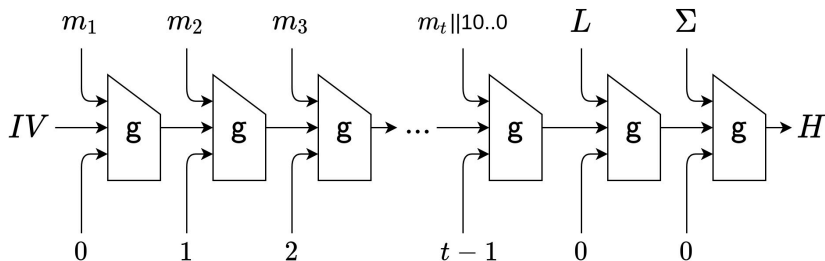 m₁ m₂ m₃ mₜ||10..0 L Σ
IV g g g ... g g g H
0 1 2 t − 1 0 0